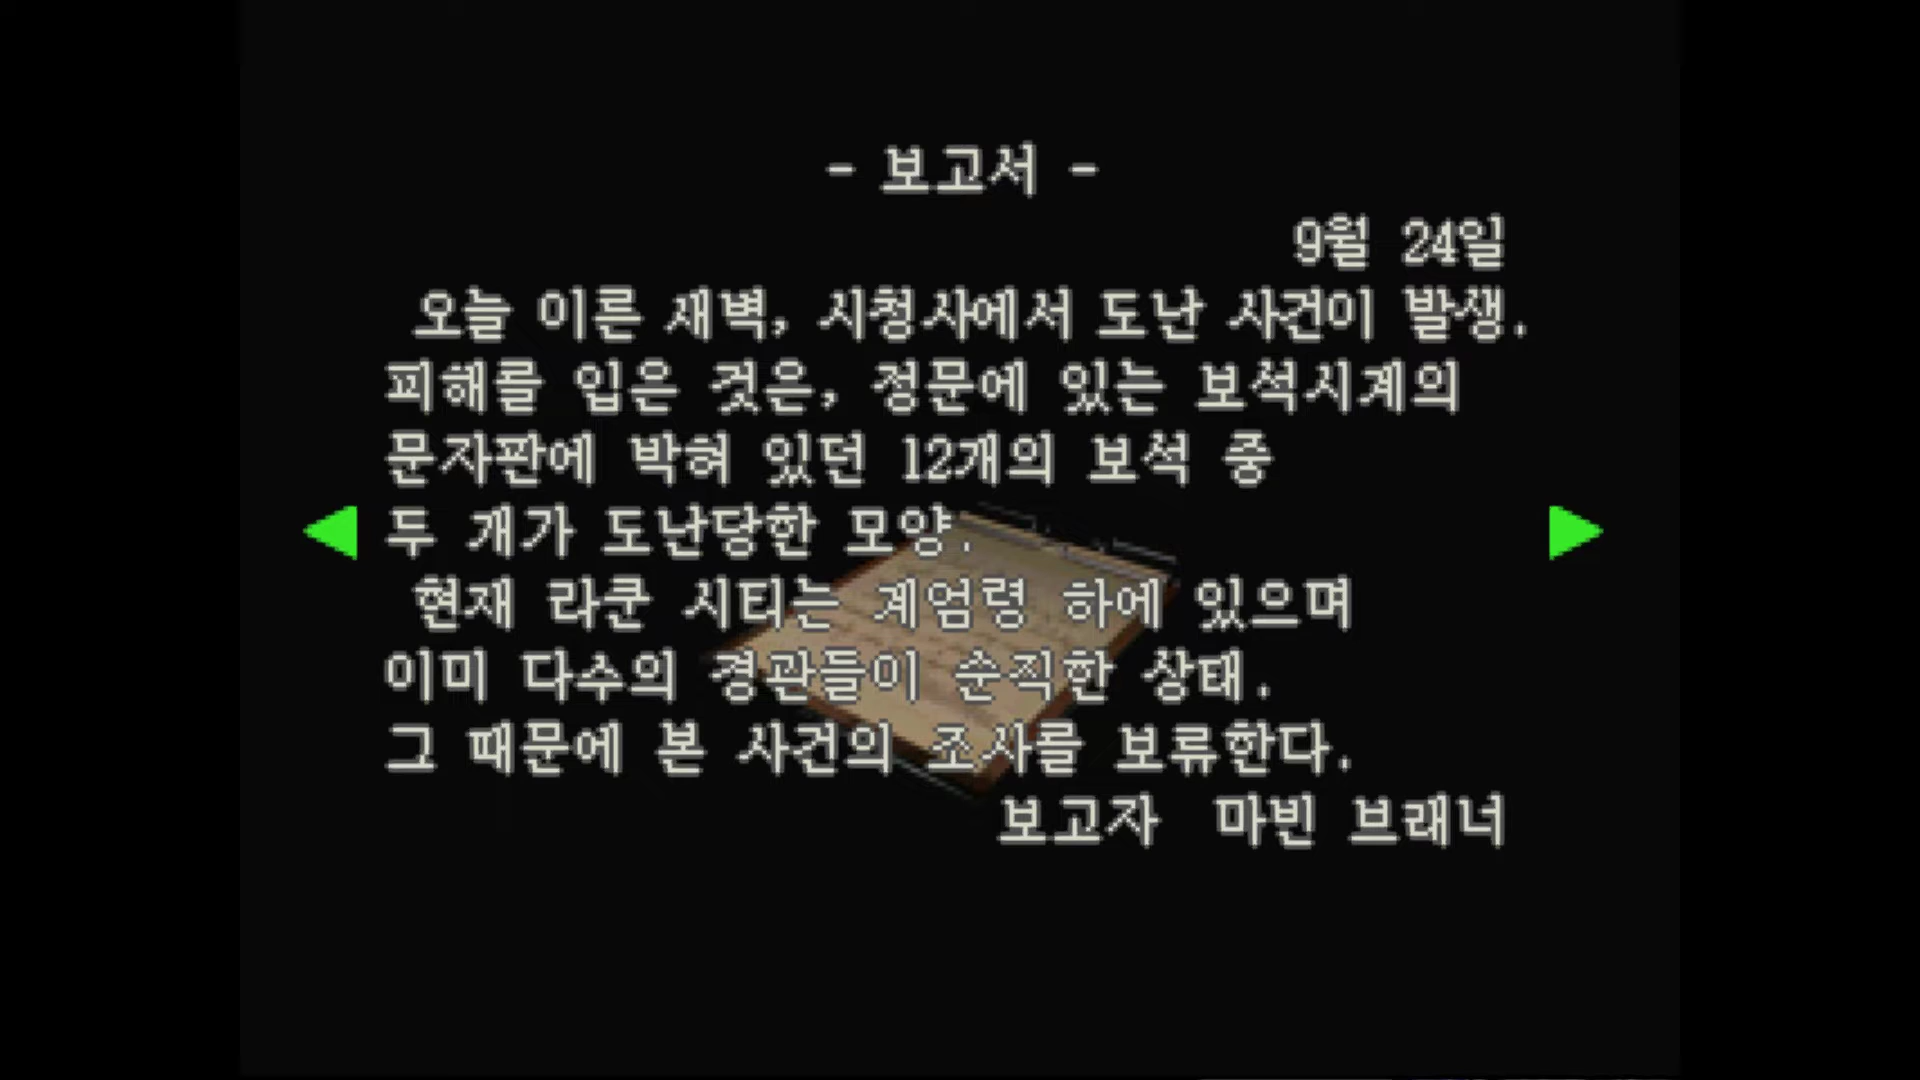 - 보고서 -
9월 24일
오늘 이른 새벽, 시청사에서 도난 사건이 발생.
피해를 입은 것은, 정문에 있는 보석시계의
문자판에 박혀 있던 12개의 보석 중
두 개가 도난당한 모양.
현재 라쿤 시티는 계엄령 하에 있으며
이미 다수의 경관들이 순직한 상태.
그 때문에 본 사건의 조사를 보류한다.
보고자 마빈 브래너